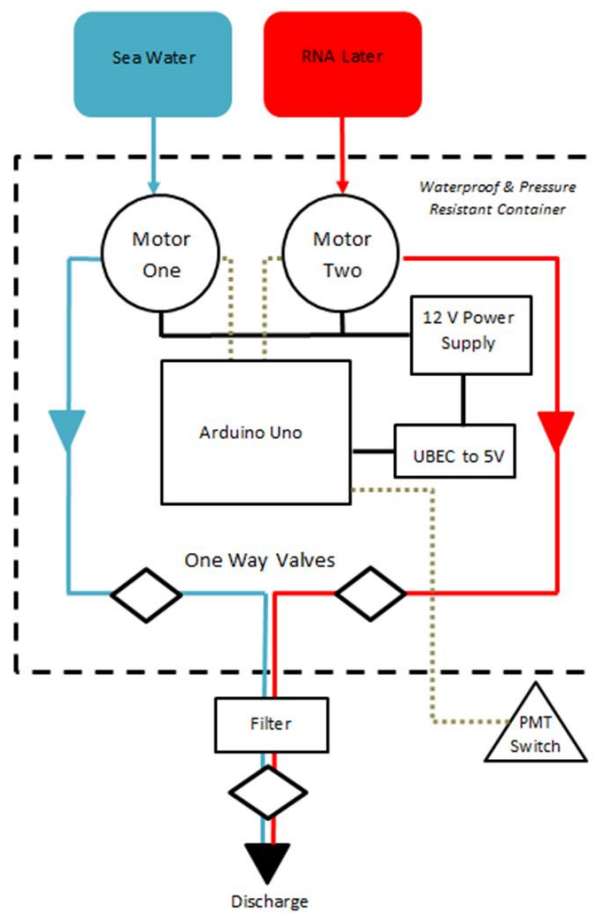 Sea Water
RNA Later
Waterproof & Pressure
Resistant Container
Motor
One
Motor
Two
12 V Power
Supply
Arduino Uno
UBEC to 5V
One Way Valves
Filter
PMT
Switch
Discharge